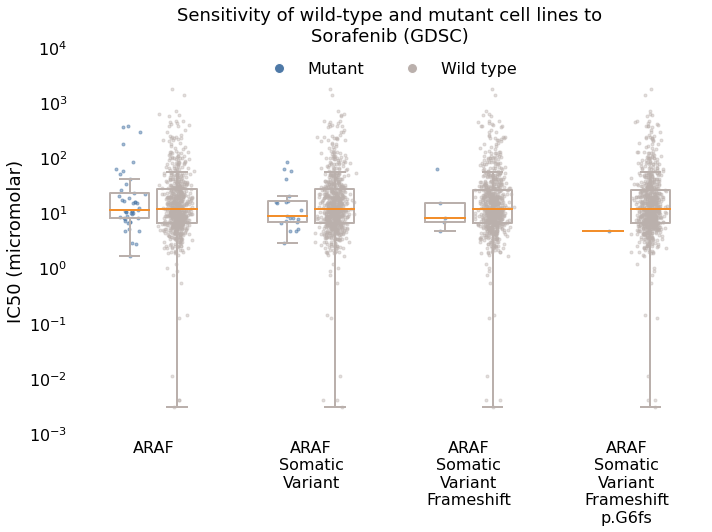 Sensitivity of wild-type and mutant cell lines to
Sorafenib (GDSC)
Mutant
Wild type
IC50 (micromolar)
10⁴
10³
10²
10¹
10⁰
10⁻¹
10⁻²
10⁻³
ARAF
ARAF
Somatic
Variant
ARAF
Somatic
Variant
Frameshift
ARAF
Somatic
Variant
Frameshift
p.G6fs